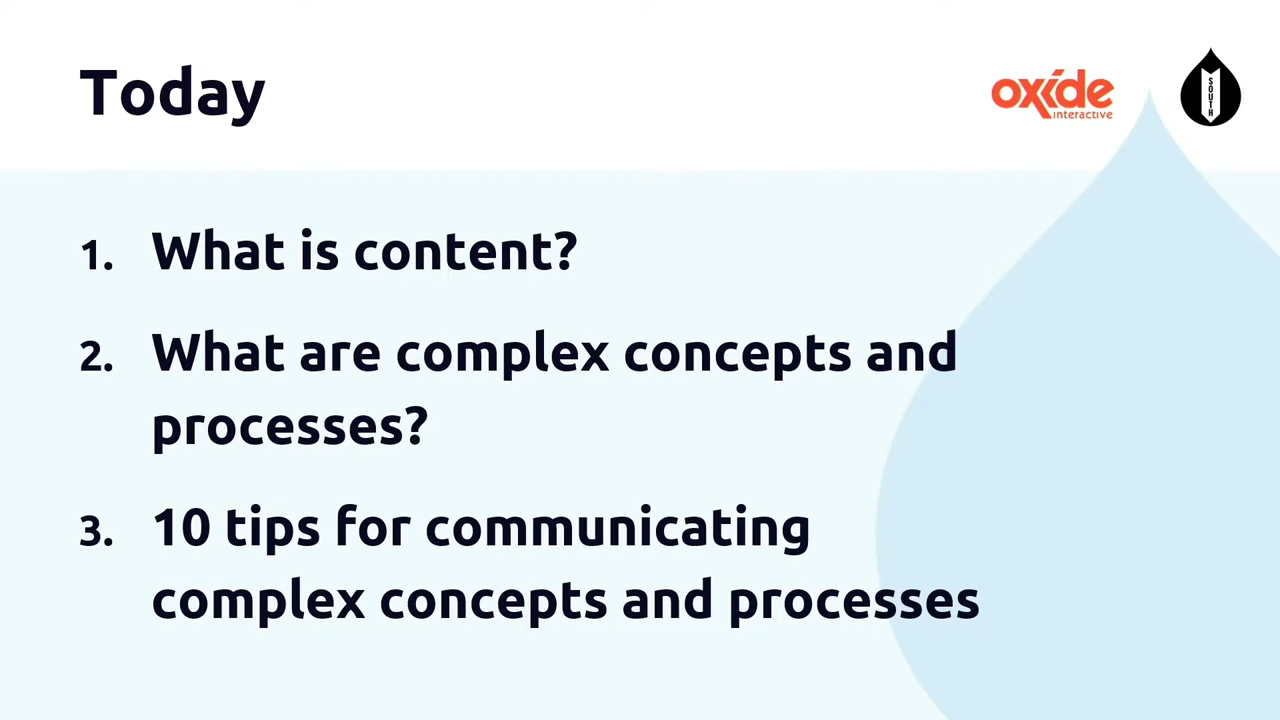 Today
oxide
interactive
SOUTH
1. What is content?
2. What are complex concepts and
processes?
3. 10 tips for communicating
complex concepts and processes